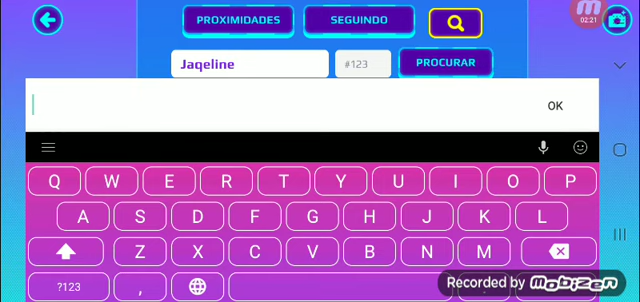 PROXIMIDADES SEGUINDO
02:21
Jaqeline #123 PROCURAR
OK
Q W E R T Y U I O P
A S D F G H J K L
Z X C V B N M
?123 , .
Recorded by Mobizen